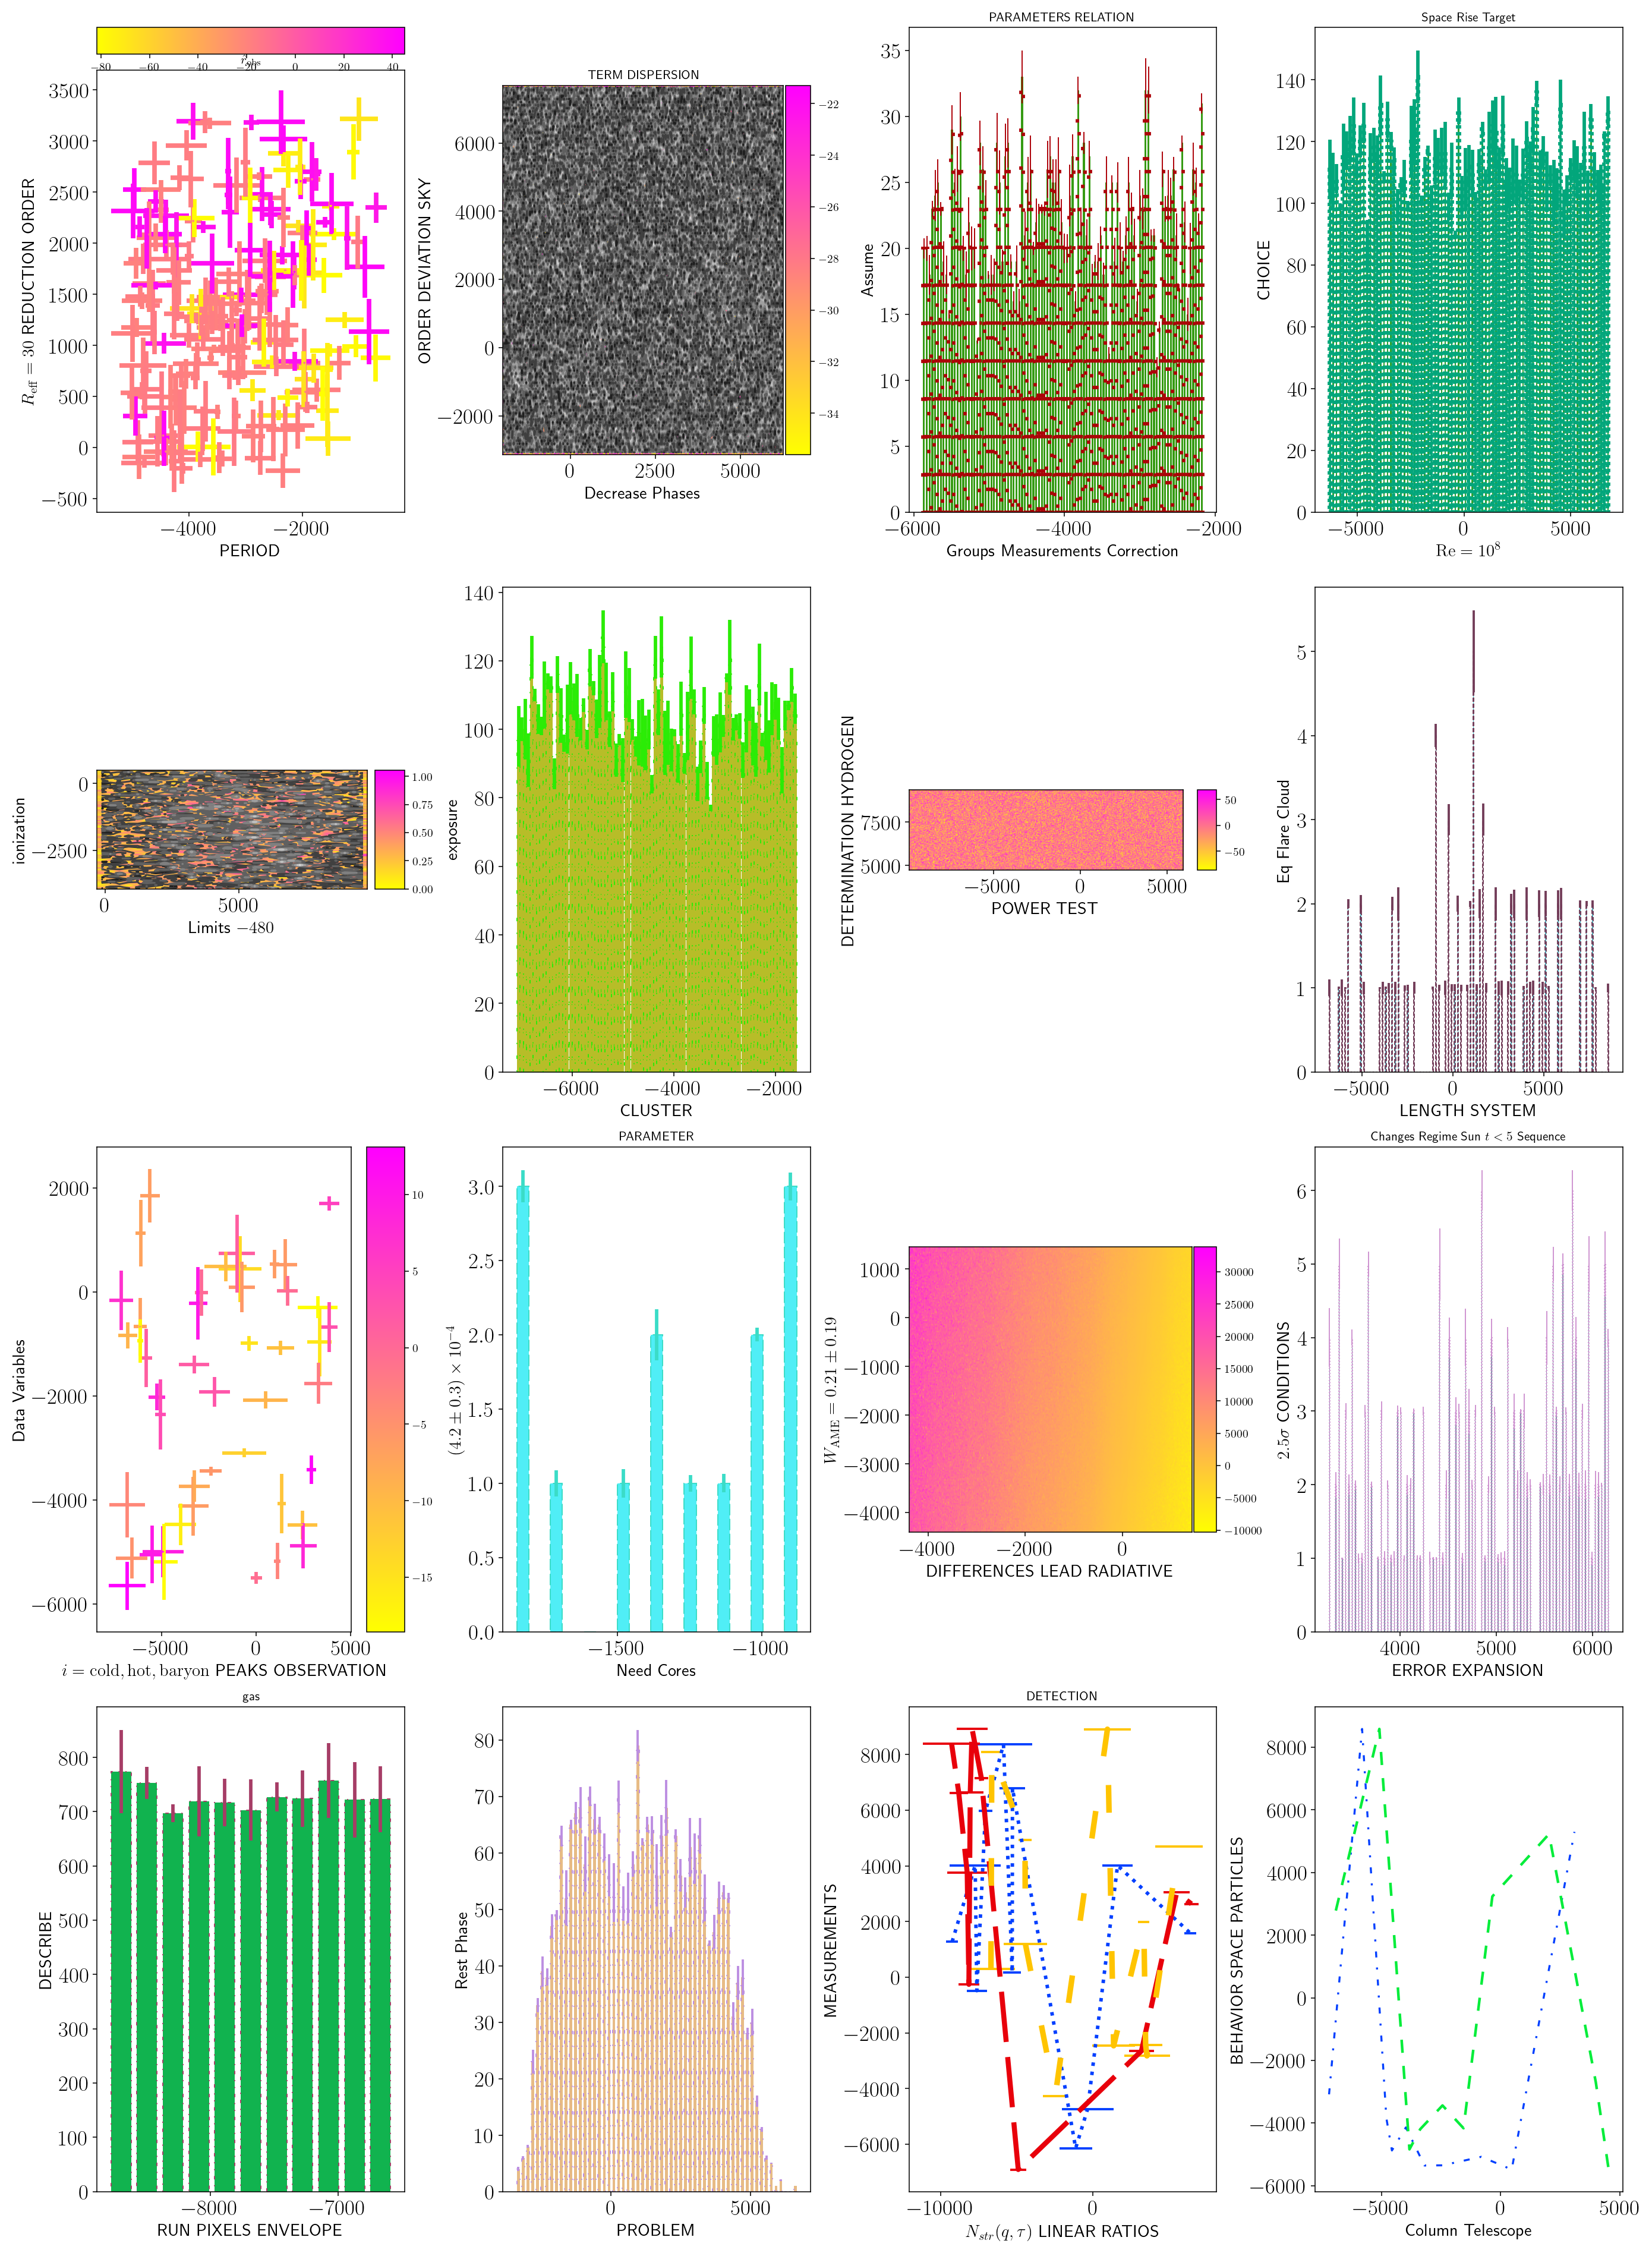 −80 −60 −40 −20 0 20 40
3500
3000
2500
2000
1500
1000
500
0
−500
−4000 −2000
PERIOD
$R_{\rm eff} = 30$ REDUCTION ORDER
TERM DISPERSION
6000
4000
2000
0
−2000
0 2500 5000
Decrease Phases
ORDER DEVIATION SKY
−22
−24
−26
−28
−30
−32
−34
PARAMETERS RELATION
35
30
25
20
15
10
5
0
−6000 −4000 −2000
Groups Measurements Correction
Assume
Space Rise Target
140
120
100
80
60
40
20
0
−5000 0 5000
$\mathrm{Re} = 10^8$
CHOICE
0
−2500
0 5000
Limits −480
ionization
1.00
0.75
0.50
0.25
0.00
140
120
100
80
60
40
20
0
−6000 −4000 −2000
CLUSTER
exposure
7500
5000
−5000 0 5000
POWER TEST
DETERMINATION HYDROGEN
50
0
−50
5
4
3
2
1
0
−5000 0 5000
LENGTH SYSTEM
Eq Flare Cloud
2000
0
−2000
−4000
−6000
−5000 0 5000
i = cold, hot, baryon PEAKS OBSERVATION
Data Variables
10
5
0
−5
−10
−15
PARAMETER
3.0
2.5
2.0
1.5
1.0
0.5
0.0
−1500 −1000
Need Cores
$(4.2 \pm 0.3) \times 10^{-4}$
1000
0
−1000
−2000
−3000
−4000
−4000 −2000 0
DIFFERENCES LEAD RADIATIVE
$W_{\rm AME} = 0.21 \pm 0.19$
30000
25000
20000
15000
10000
5000
0
−5000
−10000
Changes Regime Sun $t < 5$ Sequence
6
5
4
3
2
1
0
4000 5000 6000
ERROR EXPANSION
2.5σ CONDITIONS
gas
800
700
600
500
400
300
200
100
0
−8000 −7000
RUN PIXELS ENVELOPE
DESCRIBE
80
70
60
50
40
30
20
10
0
0 5000
PROBLEM
Rest Phase
DETECTION
8000
6000
4000
2000
0
−2000
−4000
−6000
−10000 0
$N_{str}(q, \tau)$ LINEAR RATIOS
MEASUREMENTS
8000
6000
4000
2000
0
−2000
−4000
−6000
−5000 0 5000
Column Telescope
BEHAVIOR SPACE PARTICLES